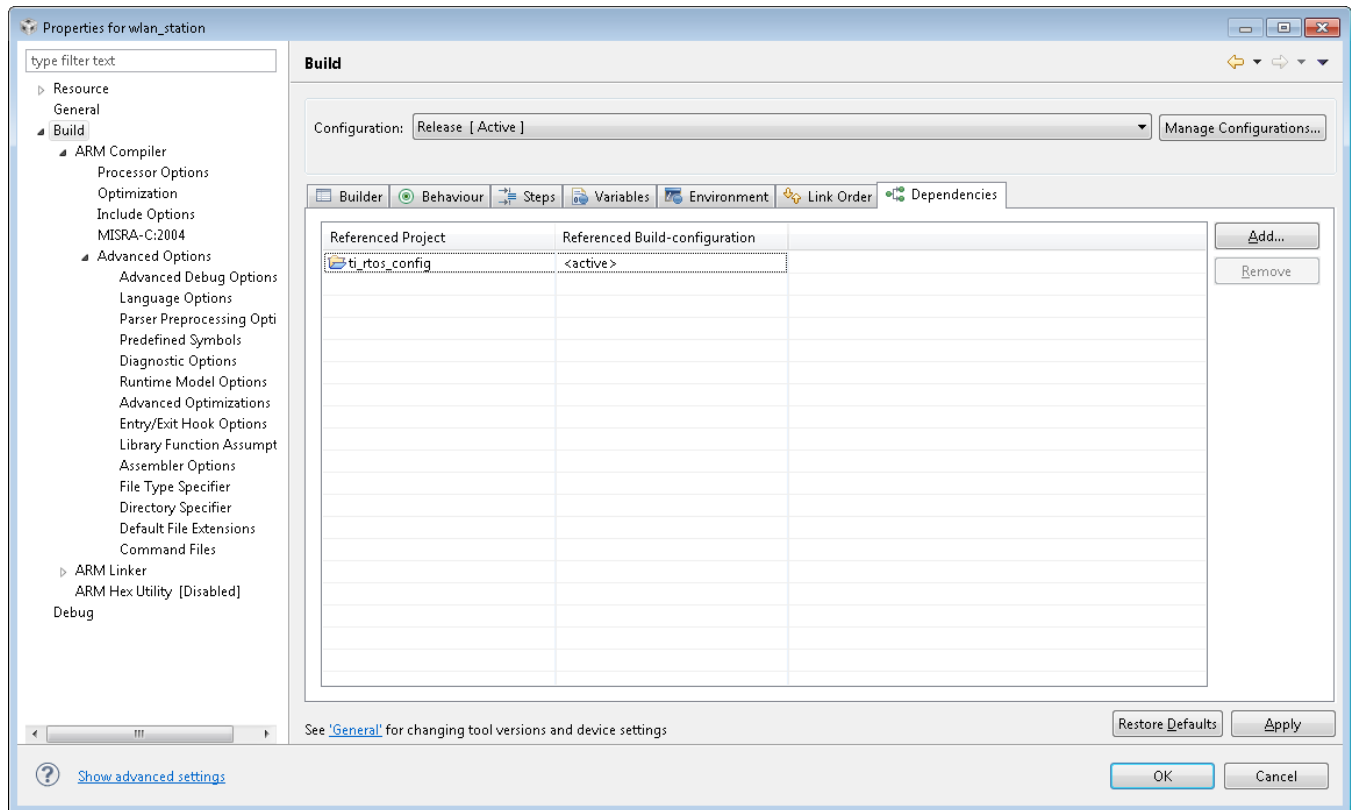 Properties for wlan_station
type filter text
Resource
General
Build
ARM Compiler
Processor Options
Optimization
Include Options
MISRA-C:2004
Advanced Options
Advanced Debug Options
Language Options
Parser Preprocessing Opti
Predefined Symbols
Diagnostic Options
Runtime Model Options
Advanced Optimizations
Entry/Exit Hook Options
Library Function Assumpt
Assembler Options
File Type Specifier
Directory Specifier
Default File Extensions
Command Files
ARM Linker
ARM Hex Utility [Disabled]
Debug
Build
Configuration: Release [ Active ] Manage Configurations...
Builder Behaviour Steps Variables Environment Link Order Dependencies
Referenced Project Referenced Build-configuration
ti_rtos_config <active>
Add...
Remove
See 'General' for changing tool versions and device settings
Restore Defaults Apply
Show advanced settings
OK Cancel